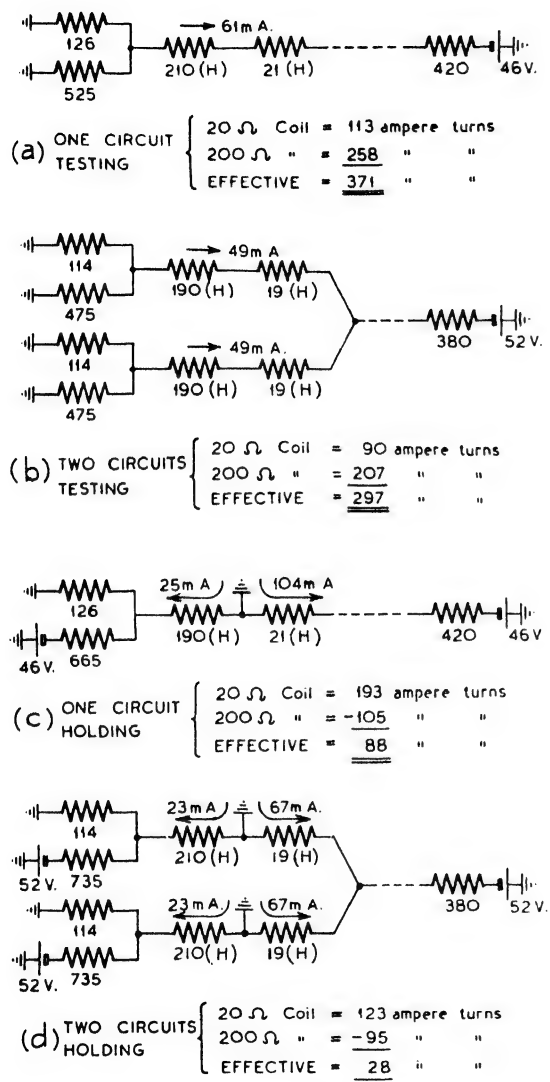 61mA.
126
210(H) 21(H) 420 46V.
525
(a) ONE CIRCUIT TESTING
20 Ω Coil = 113 ampere turns
200 Ω " = 258 " "
EFFECTIVE = 371 " "
49mA
114
190(H) 19(H)
475
380 52V.
49mA.
114
190(H) 19(H)
475
(b) TWO CIRCUITS TESTING
20 Ω Coil = 90 ampere turns
200 Ω " = 207 " "
EFFECTIVE = 297 " "
25mA 104mA
126
190(H) 21(H) 420 46V.
46V. 665
(c) ONE CIRCUIT HOLDING
20 Ω Coil = 193 ampere turns
200 Ω " = -105 " "
EFFECTIVE = 88 " "
23mA 67mA.
114
210(H) 19(H)
52V. 735
380 52V.
23mA. 67mA.
114
210(H) 19(H)
52V. 735
(d) TWO CIRCUITS HOLDING
20 Ω Coil = 123 ampere turns
200 Ω " = -95 " "
EFFECTIVE = 28 " "